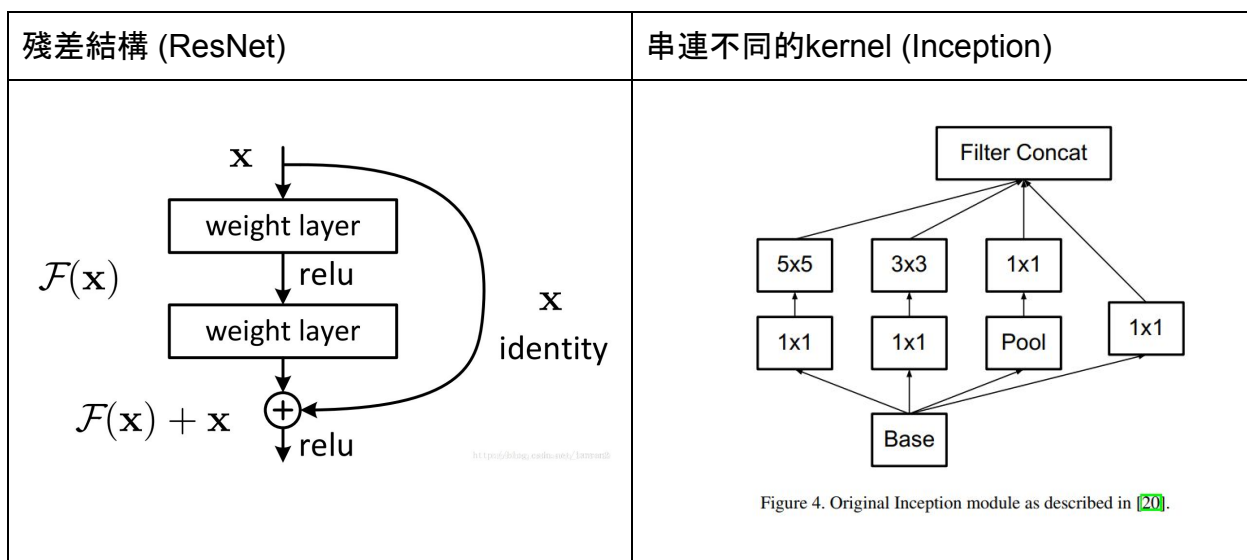 殘差結構 (ResNet)
串連不同的kernel (Inception)
x
weight layer
F(x)
relu
weight layer
x
identity
F(x) + x
+
relu
Filter Concat
5x5
3x3
1x1
1x1
1x1
1x1
Pool
Base
Figure 4. Original Inception module as described in [20].